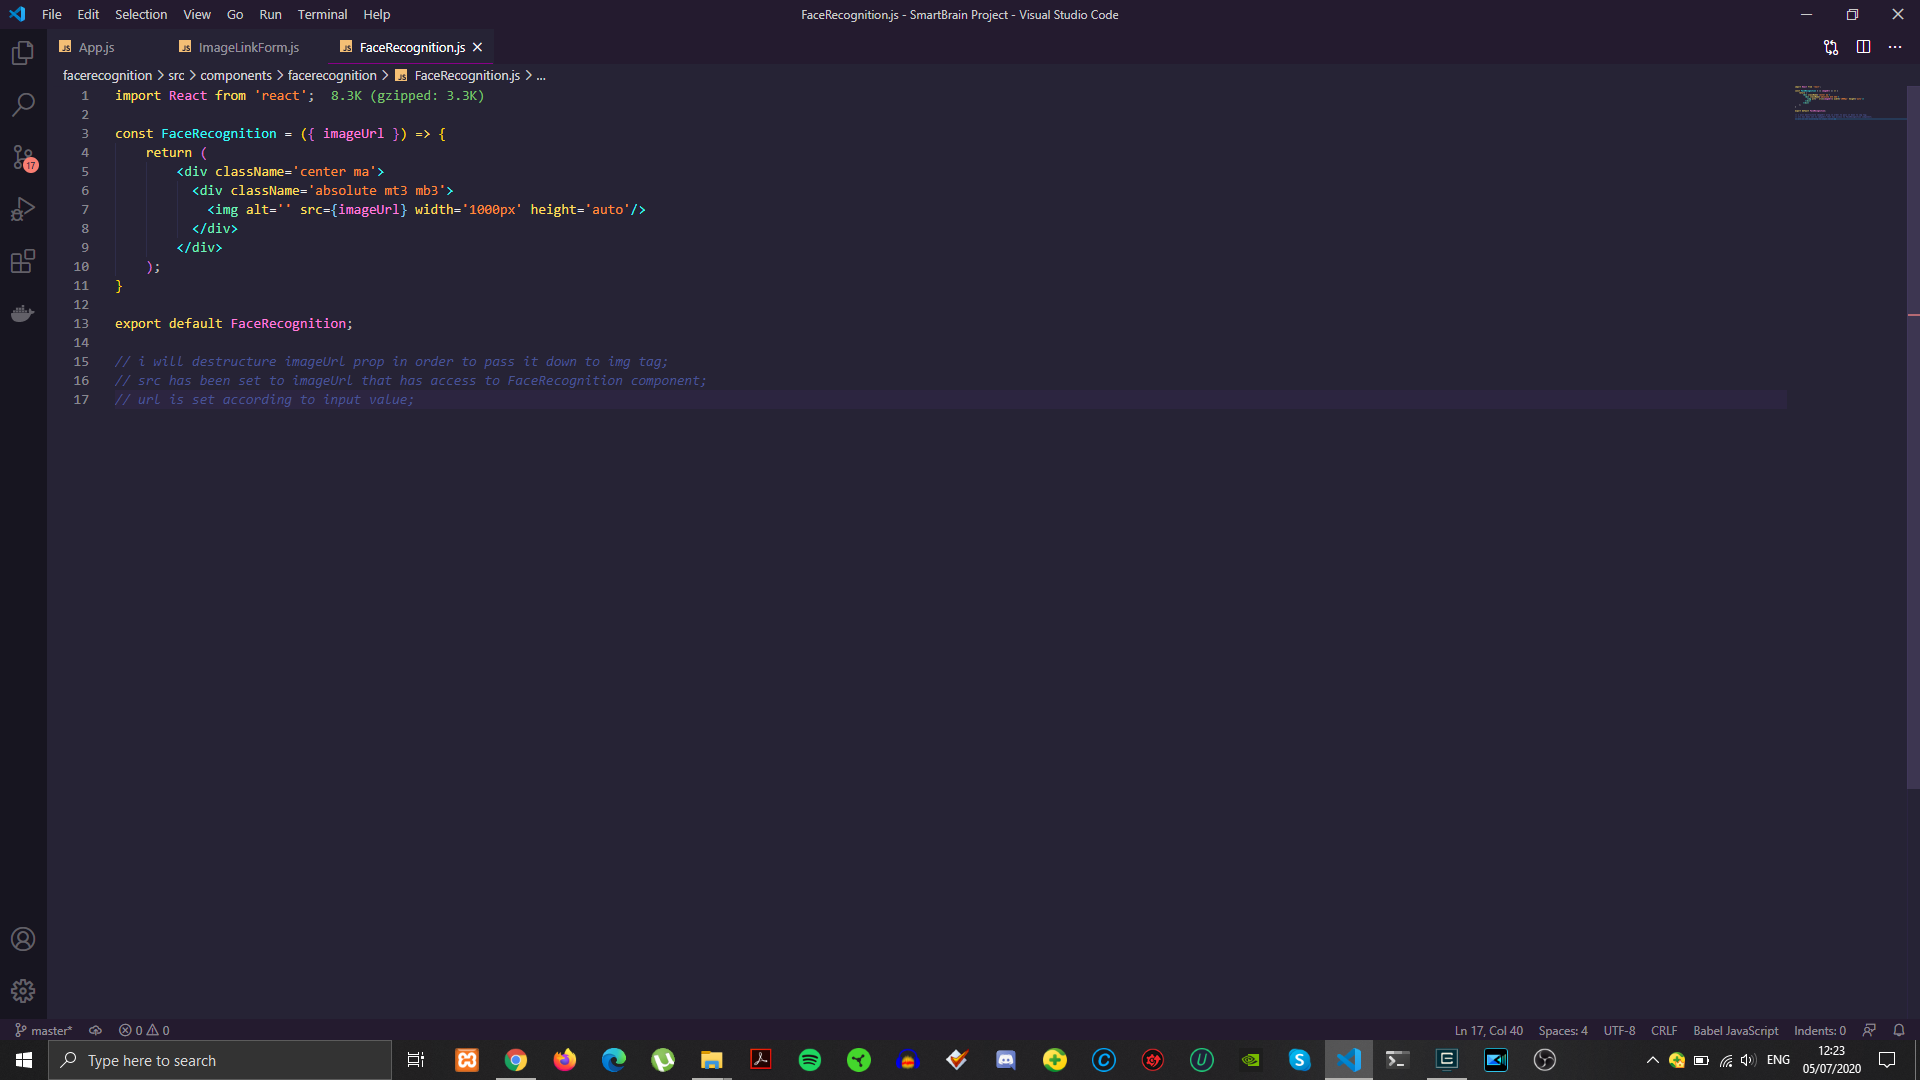 File Edit Selection View Go Run Terminal Help
FaceRecognition.js - SmartBrain Project - Visual Studio Code
JS App.js
JS ImageLinkForm.js
JS FaceRecognition.js
facerecognition > src > components > facerecognition > JS FaceRecognition.js > ...
1 import React from 'react'; 8.3K (gzipped: 3.3K)
2
3 const FaceRecognition = ({ imageUrl }) => {
4 return (
5 <div className='center ma'>
6 <div className='absolute mt3 mb3'>
7 <img alt='' src={imageUrl} width='1000px' height='auto'/>
8 </div>
9 </div>
10 );
11 }
12
13 export default FaceRecognition;
14
15 // i will destructure imageUrl prop in order to pass it down to img tag;
16 // src has been set to imageUrl that has access to FaceRecognition component;
17 // url is set according to input value;
17
master* 0 0
Ln 17, Col 40 Spaces: 4 UTF-8 CRLF Babel JavaScript Indents: 0
Type here to search
ENG
12:23
05/07/2020